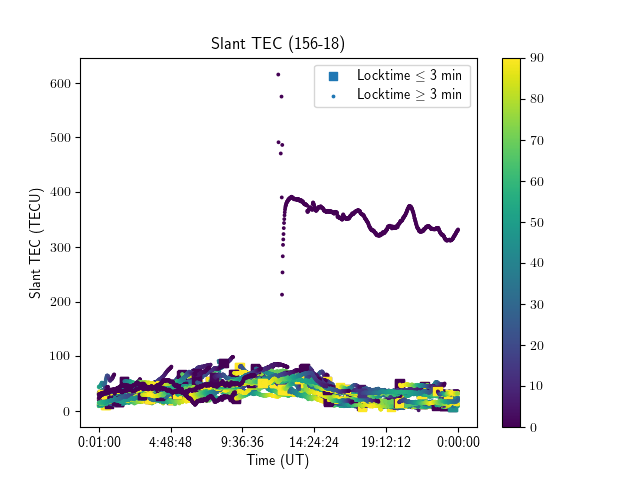 Slant TEC (156-18)
Locktime ≤ 3 min
Locktime ≥ 3 min
Slant TEC (TECU)
600
500
400
300
200
100
0
0:01:00 4:48:48 9:36:36 14:24:24 19:12:12 0:00:00
Time (UT)
90
80
70
60
50
40
30
20
10
0